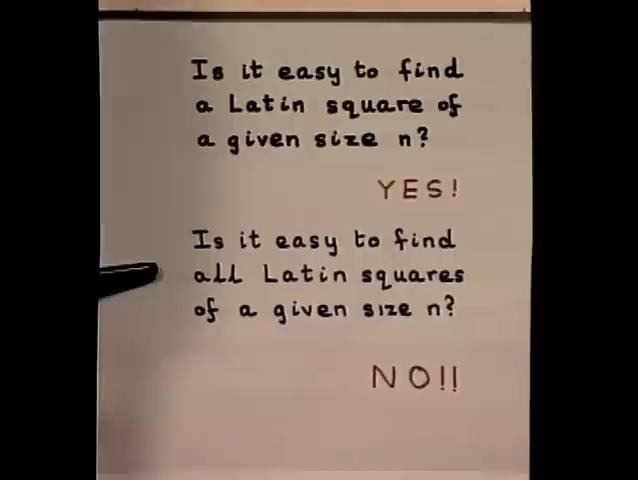 Is it easy to find
a Latin square of
a given size n?
YES!
Is it easy to find
all Latin squares
of a given size n?
NO!!